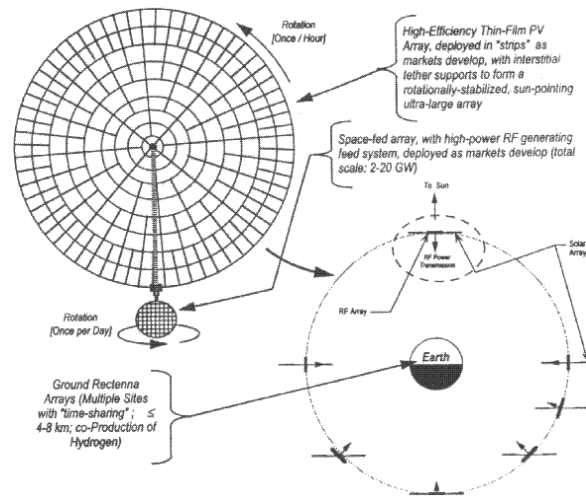 Rotation
[Once / Hour]
High-Efficiency Thin-Film PV
Array, deployed in "strips" as
markets develop, with interstitial
tether supports to form a
rotationally-stabilized, sun-pointing
ultra-large array
Space-fed array, with high-power RF generating
feed system, deployed as markets develop (total
scale: 2-20 GW)
To Sun
Solar
Array
RF Power
Transmission
RF Array
Rotation
[Once per Day]
Earth
Ground Rectenna
Arrays (Multiple Sites
with "time-sharing" ; ≤
4-8 km; co-Production of
Hydrogen)